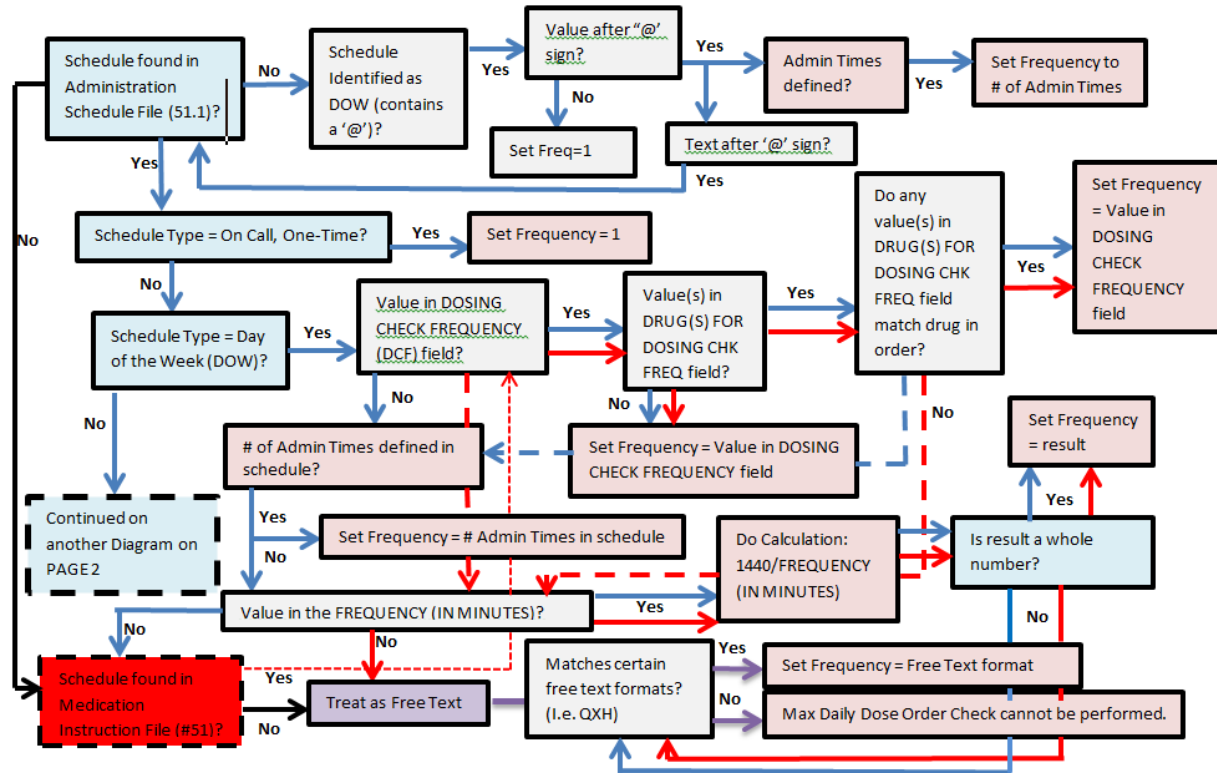 Schedule found in
Administration
Schedule File (51.1)?
No
Schedule
Identified as
DOW (contains
a '@')?
Yes
Value after "@"
sign?
Yes
Admin Times
defined?
Yes
Set Frequency to
# of Admin Times
No
Set Freq=1
Text after '@' sign?
Yes
Yes
No
Schedule Type = On Call, One-Time?
Yes
Set Frequency = 1
Do any
value(s) in
DRUG(S) FOR
DOSING CHK
FREQ field
match drug in
order?
Yes
Set Frequency
= Value in
DOSING
CHECK
FREQUENCY
field
No
Schedule Type = Day
of the Week (DOW)?
Yes
Value in DOSING
CHECK FREQUENCY
(DCF) field?
Yes
Value(s) in
DRUG(S) FOR
DOSING CHK
FREQ field?
Yes
No
No
No
No
# of Admin Times defined in
schedule?
Set Frequency = Value in DOSING
CHECK FREQUENCY field
Set Frequency
= result
Yes
Continued on
another Diagram on
PAGE 2
Yes
No
Set Frequency = # Admin Times in schedule
Do Calculation:
1440/FREQUENCY
(IN MINUTES)
Is result a whole
number?
Value in the FREQUENCY (IN MINUTES)?
Yes
No
No
No
Schedule found in
Medication
Instruction File (#51)?
Yes
No
Treat as Free Text
Matches certain
free text formats?
(I.e. QXH)
Yes
Set Frequency = Free Text format
No
Max Daily Dose Order Check cannot be performed.